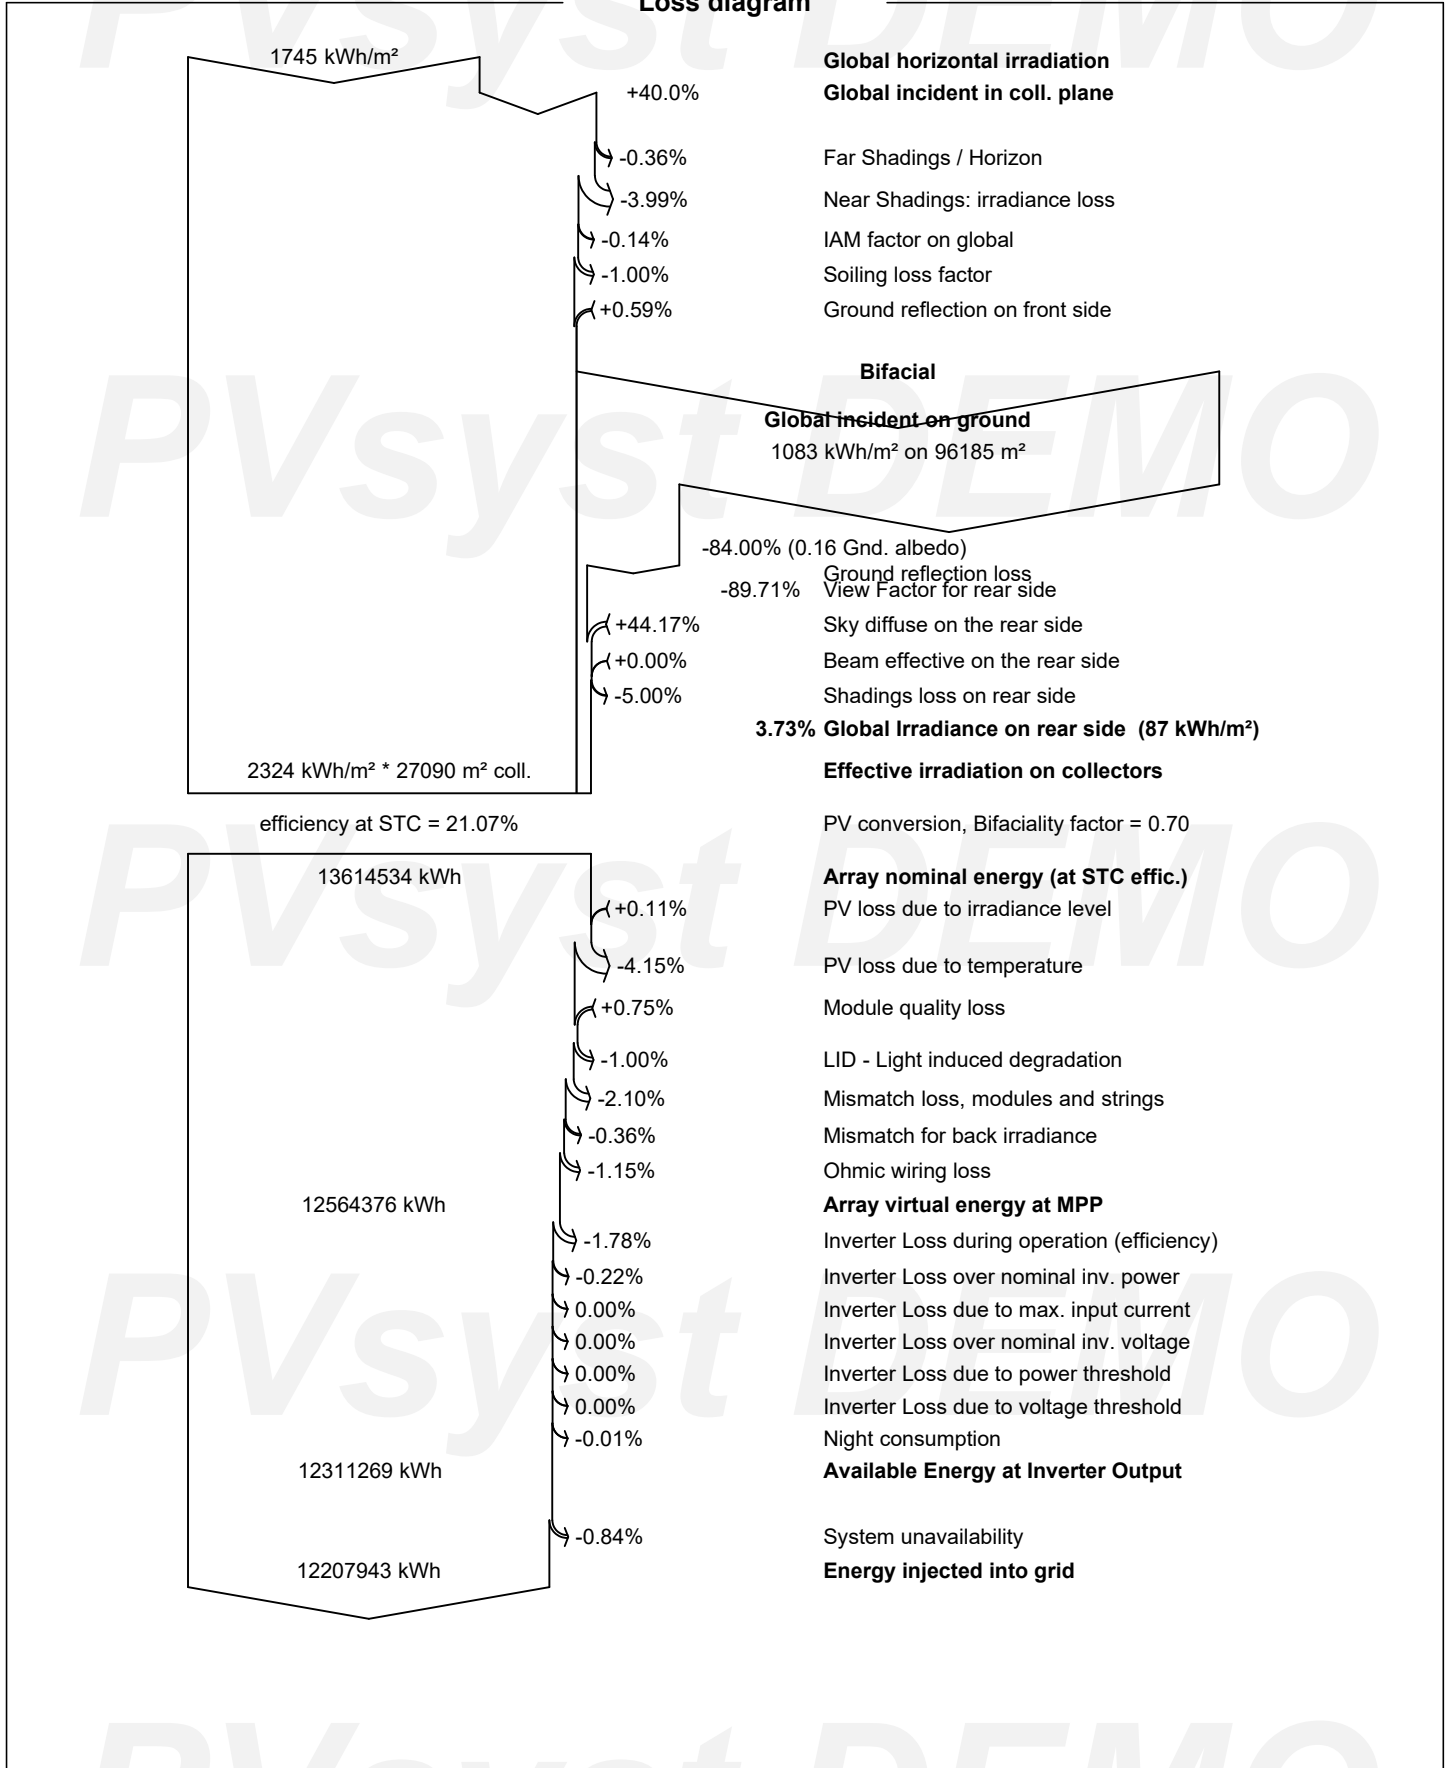 Loss diagram
1745 kWh/m²
Global horizontal irradiation
+40.0%
Global incident in coll. plane
-0.36%
Far Shadings / Horizon
-3.99%
Near Shadings: irradiance loss
-0.14%
IAM factor on global
-1.00%
Soiling loss factor
+0.59%
Ground reflection on front side
Bifacial
Global incident on ground
1083 kWh/m² on 96185 m²
-84.00% (0.16 Gnd. albedo)
Ground reflection loss
-89.71%
View Factor for rear side
+44.17%
Sky diffuse on the rear side
+0.00%
Beam effective on the rear side
-5.00%
Shadings loss on rear side
3.73% Global Irradiance on rear side (87 kWh/m²)
2324 kWh/m² * 27090 m² coll.
Effective irradiation on collectors
efficiency at STC = 21.07%
PV conversion, Bifaciality factor = 0.70
13614534 kWh
Array nominal energy (at STC effic.)
+0.11%
PV loss due to irradiance level
-4.15%
PV loss due to temperature
+0.75%
Module quality loss
-1.00%
LID - Light induced degradation
-2.10%
Mismatch loss, modules and strings
-0.36%
Mismatch for back irradiance
-1.15%
Ohmic wiring loss
12564376 kWh
Array virtual energy at MPP
-1.78%
Inverter Loss during operation (efficiency)
-0.22%
Inverter Loss over nominal inv. power
0.00%
Inverter Loss due to max. input current
0.00%
Inverter Loss over nominal inv. voltage
0.00%
Inverter Loss due to power threshold
0.00%
Inverter Loss due to voltage threshold
-0.01%
Night consumption
12311269 kWh
Available Energy at Inverter Output
-0.84%
System unavailability
12207943 kWh
Energy injected into grid
PVsyst DEMO
PVsyst DEMO
PVsyst DEMO
PVsyst DEMO
PVsyst DEMO